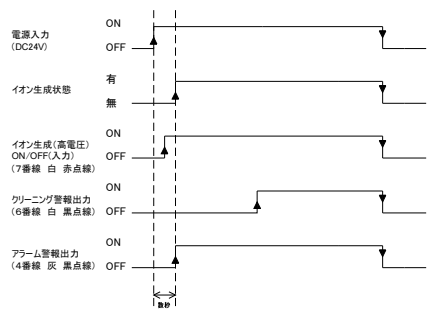 電源入力
(DC24V)
ON
OFF
イオン生成状態
有
無
イオン生成(高電圧)
ON/OFF(入力)
(7番線 白 赤点線)
ON
OFF
クリーニング警報出力
(6番線 白 黒点線)
ON
OFF
アラーム警報出力
(4番線 灰 黒点線)
ON
OFF
数秒